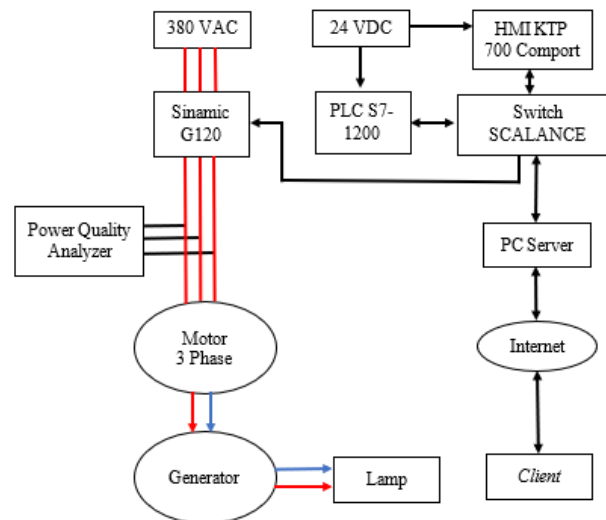 380 VAC
24 VDC
HMI KTP
700 Comport
Sinamic
G120
PLC S7-
1200
Switch
SCALANCE
Power Quality
Analyzer
PC Server
Motor
3 Phase
Internet
Generator
Lamp
Client